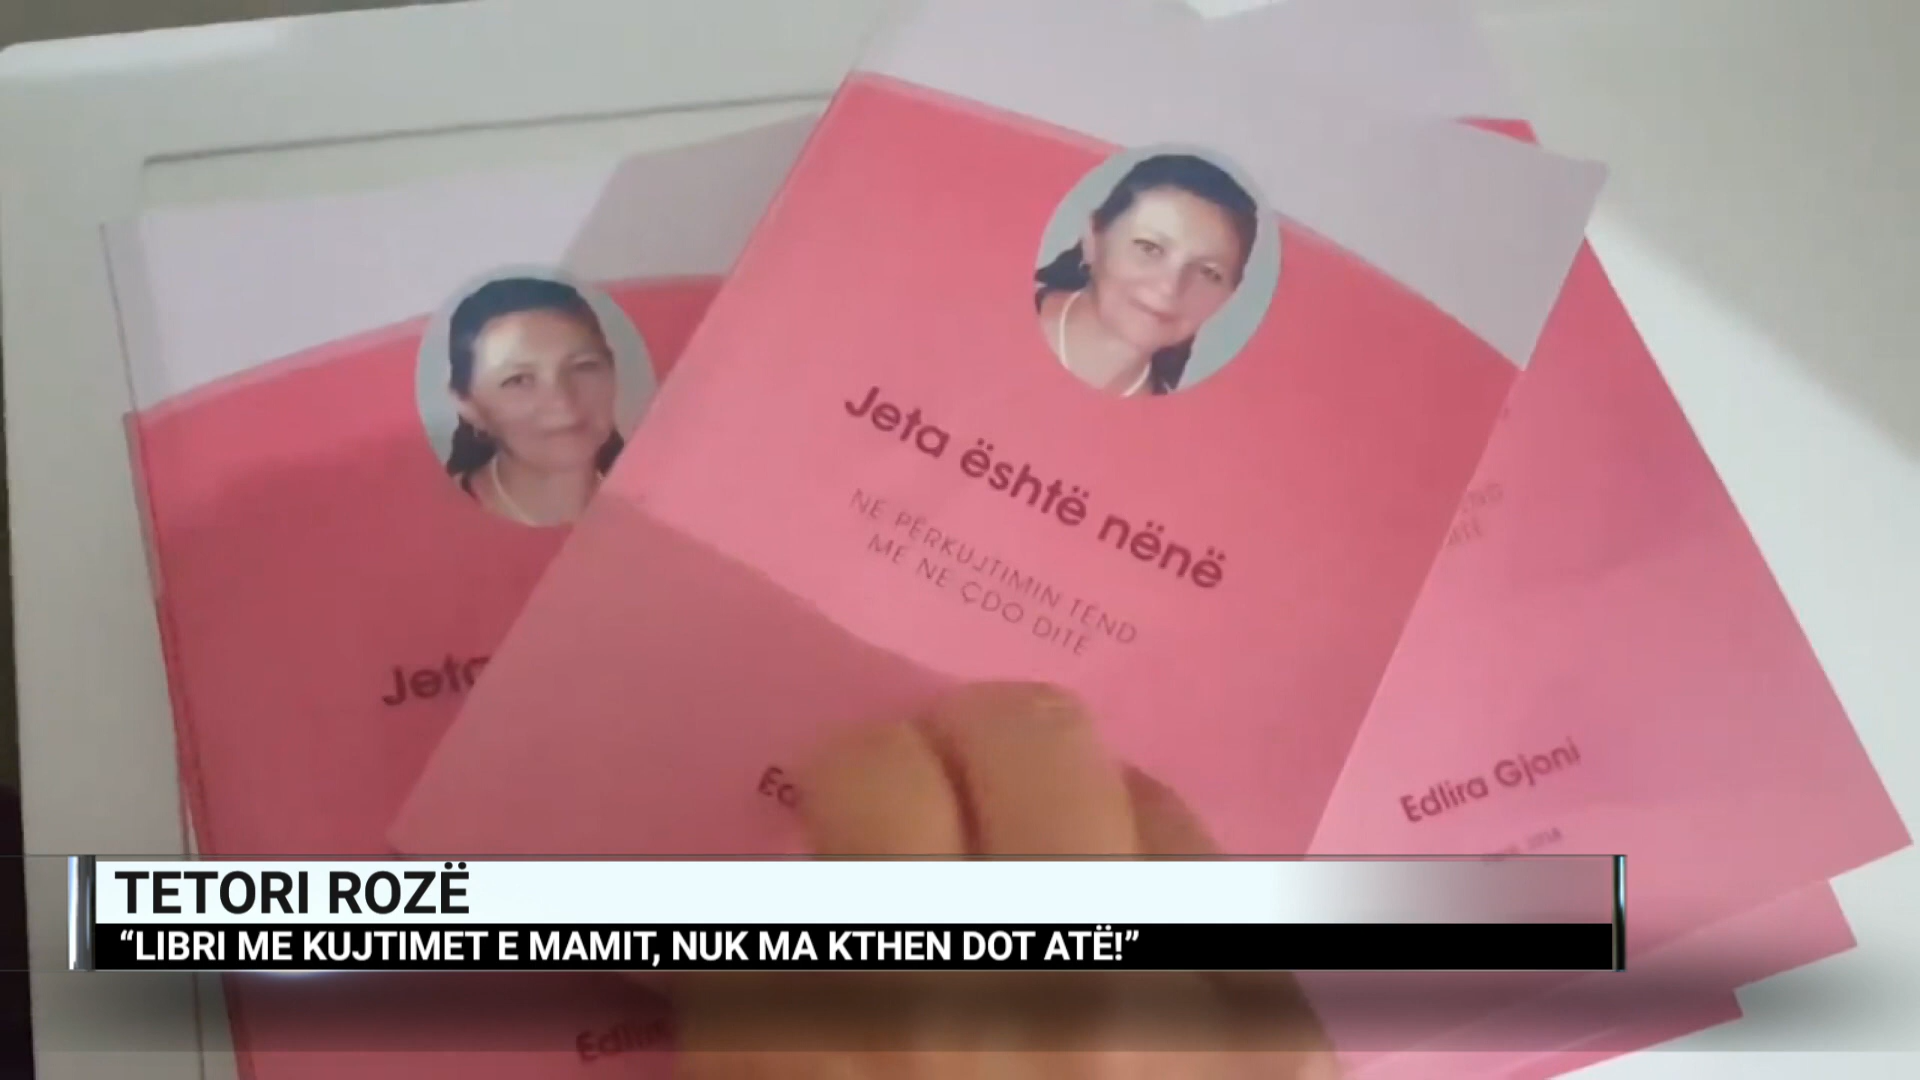 Jeta është nënë
NË PËRKUJTIMIN TËND
ME NE ÇDO DITË
Edlira Gjoni
TETORI ROZË
“LIBRI ME KUJTIMET E MAMIT, NUK MA KTHEN DOT ATË!”